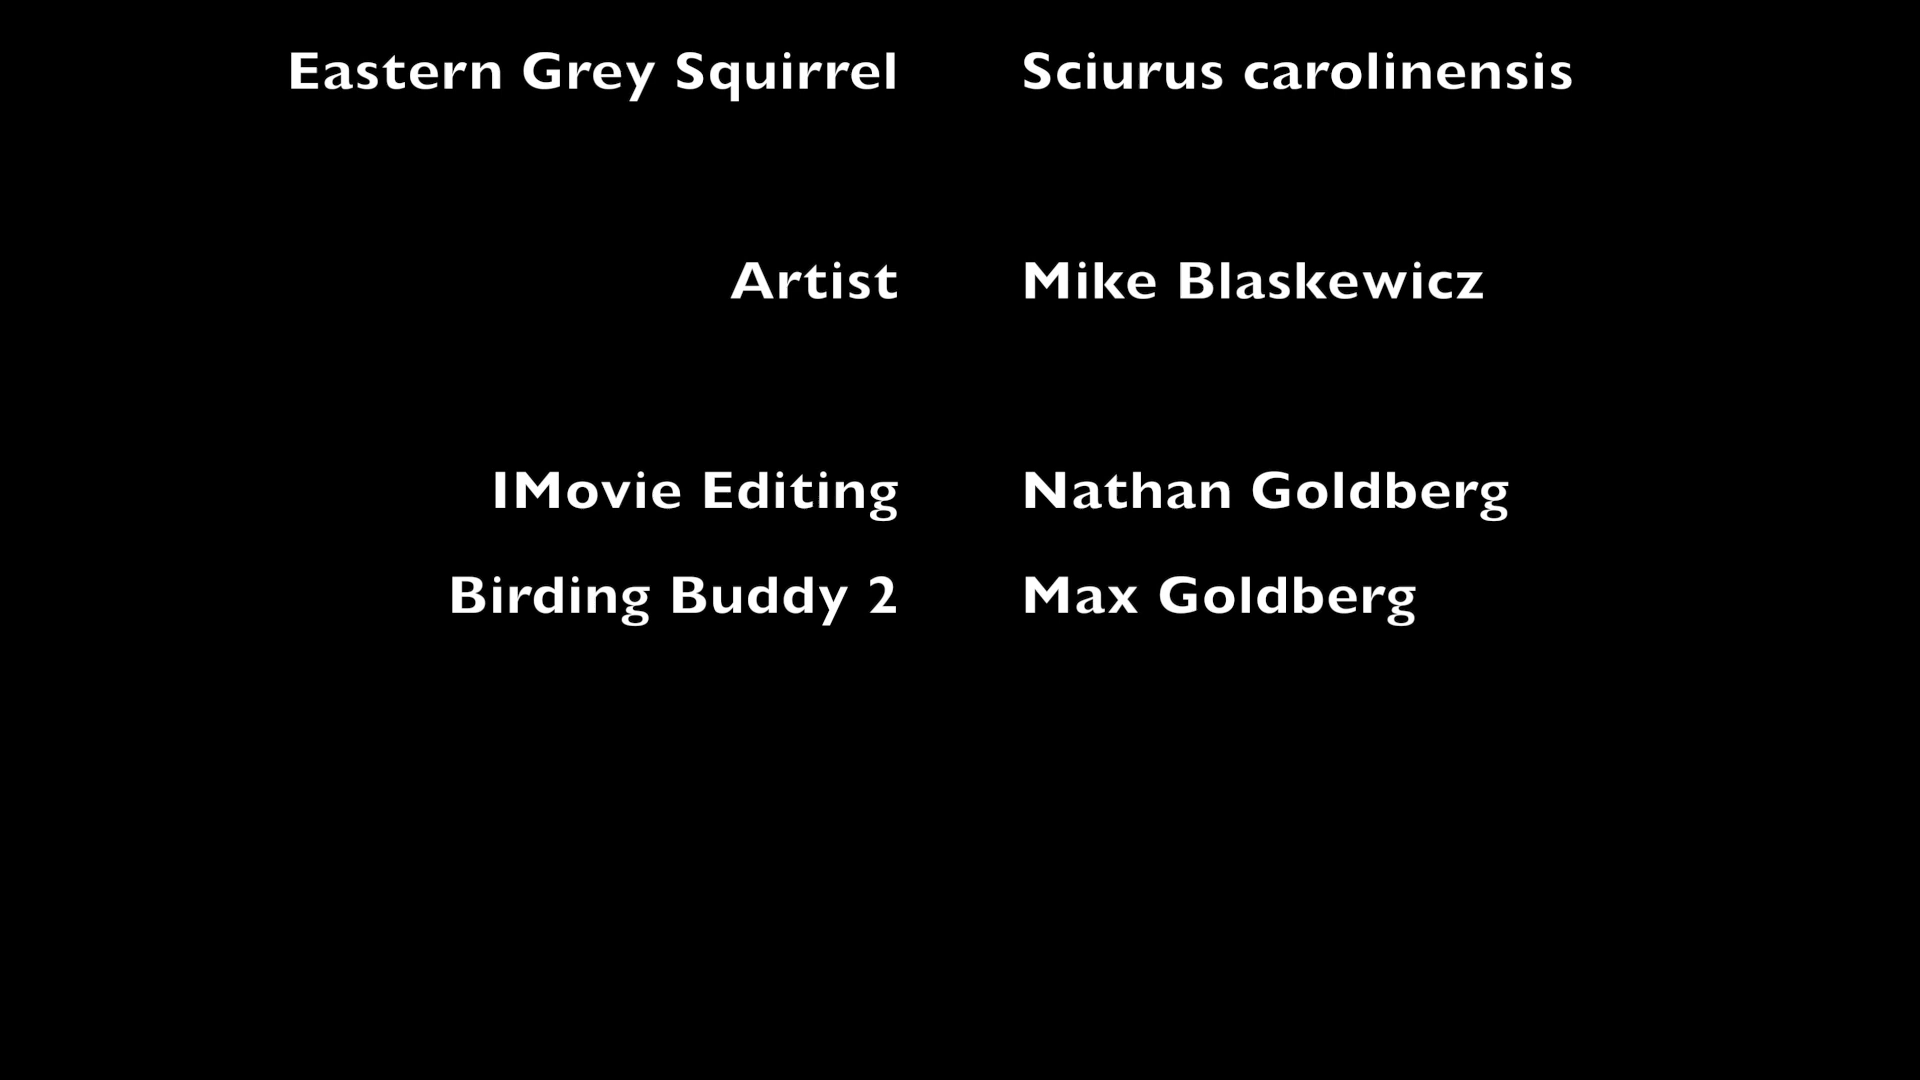 Eastern Grey Squirrel Sciurus carolinensis
Artist Mike Blaskewicz
IMovie Editing Nathan Goldberg
Birding Buddy 2 Max Goldberg